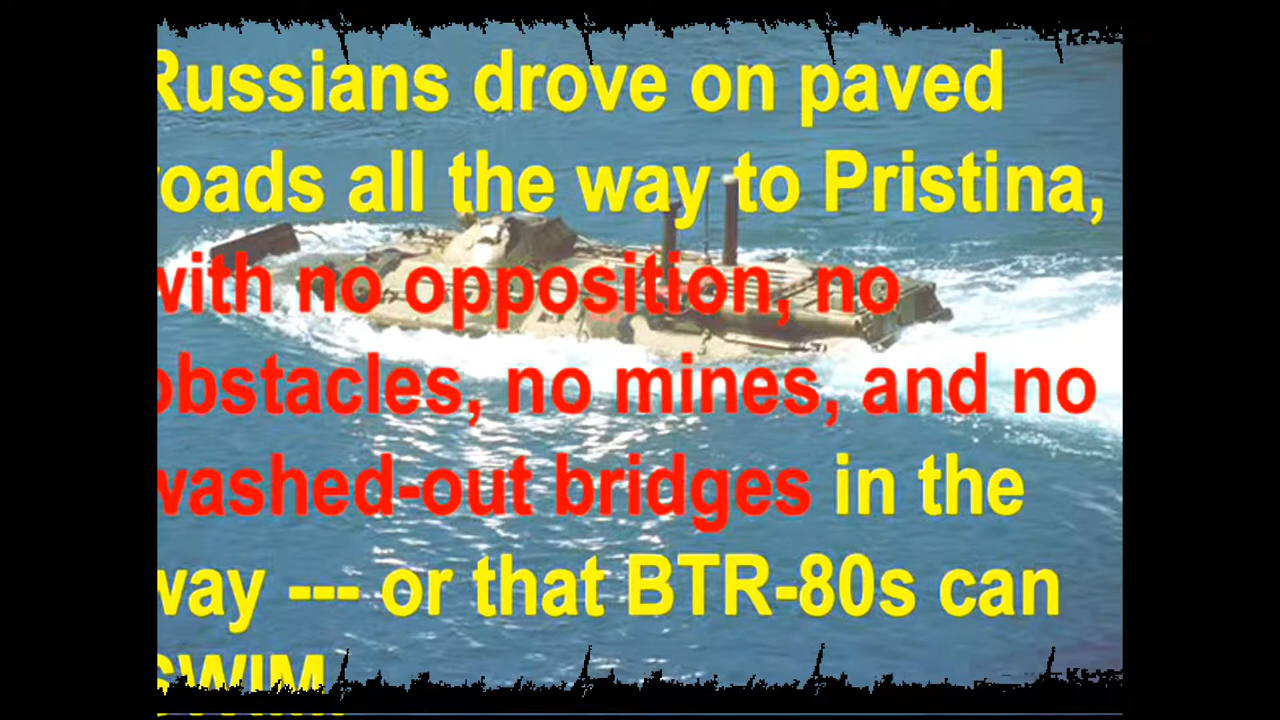 Russians drove on paved
roads all the way to Pristina,
with no opposition, no
obstacles, no mines, and no
washed-out bridges in the
way --- or that BTR-80s can
SWIM